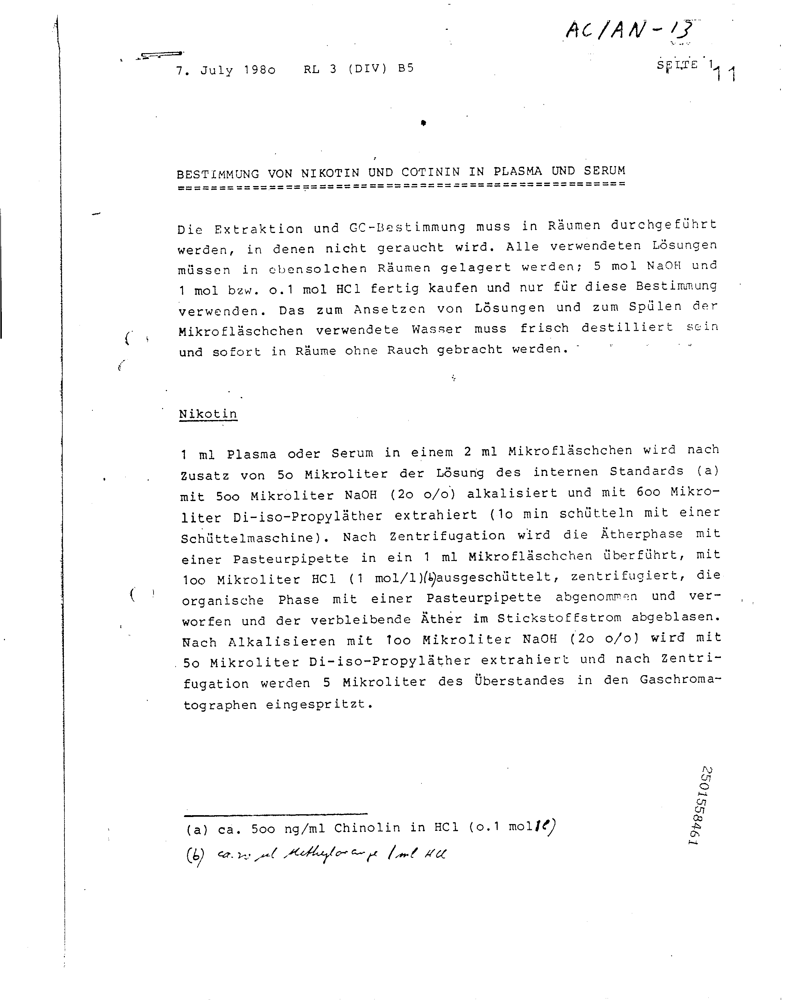 AC/AN-13
7. July 198o RL 3 (DIV) B5 SEITE 1
11
BESTIMMUNG VON NIKOTIN UND COTININ IN PLASMA UND SERUM
======================================================
Die Extraktion und GC-Bestimmung muss in Räumen durchgeführt
werden, in denen nicht geraucht wird. Alle verwendeten Lösungen
müssen in ebensolchen Räumen gelagert werden; 5 mol NaOH und
1 mol bzw. o.1 mol HCl fertig kaufen und nur für diese Bestimmung
verwenden. Das zum Ansetzen von Lösungen und zum Spülen der
Mikrofläschchen verwendete Wasser muss frisch destilliert sein
und sofort in Räume ohne Rauch gebracht werden.
Nikotin
1 ml Plasma oder Serum in einem 2 ml Mikrofläschchen wird nach
Zusatz von 5o Mikroliter der Lösung des internen Standards (a)
mit 5oo Mikroliter NaOH (2o o/o) alkalisiert und mit 6oo Mikro-
liter Di-iso-Propyläther extrahiert (1o min schütteln mit einer
Schüttelmaschine). Nach Zentrifugation wird die Ätherphase mit
einer Pasteurpipette in ein 1 ml Mikrofläschchen überführt, mit
1oo Mikroliter HCl (1 mol/l)(b)ausgeschüttelt, zentrifugiert, die
organische Phase mit einer Pasteurpipette abgenommen und ver-
worfen und der verbleibende Äther im Stickstoffstrom abgeblasen.
Nach Alkalisieren mit 1oo Mikroliter NaOH (2o o/o) wird mit
5o Mikroliter Di-iso-Propyläther extrahiert und nach Zentri-
fugation werden 5 Mikroliter des Überstandes in den Gaschroma-
tographen eingespritzt.
(a) ca. 5oo ng/ml Chinolin in HCl (o.1 mol/l)
(b) ca. µl Methylorange /ml HCl
2501558461